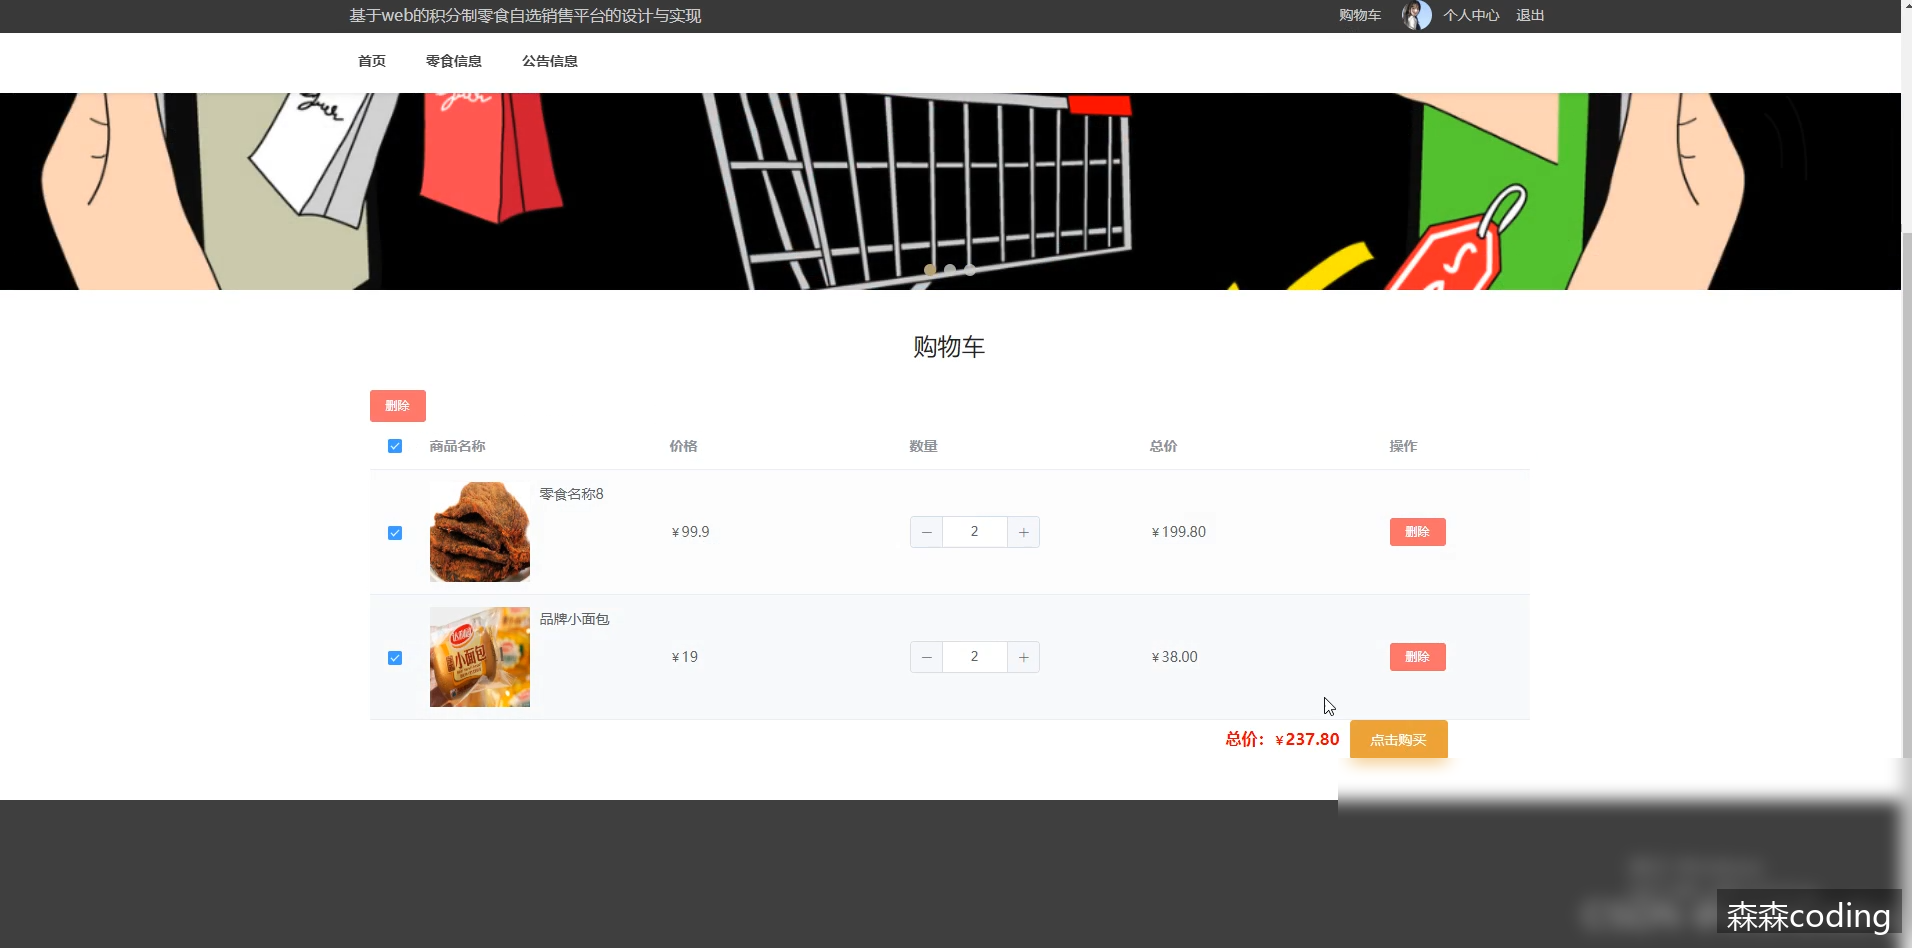 基于web的积分制零食自选销售平台的设计与实现
购物车 个人中心 退出
首页 零食信息 公告信息
购物车
删除
商品名称 价格 数量 总价 操作
零食名称8
￥99.9 2 ￥199.80 删除
品牌小面包
小面包
￥19 2 ￥38.00 删除
总价：￥237.80 点击购买
森森coding